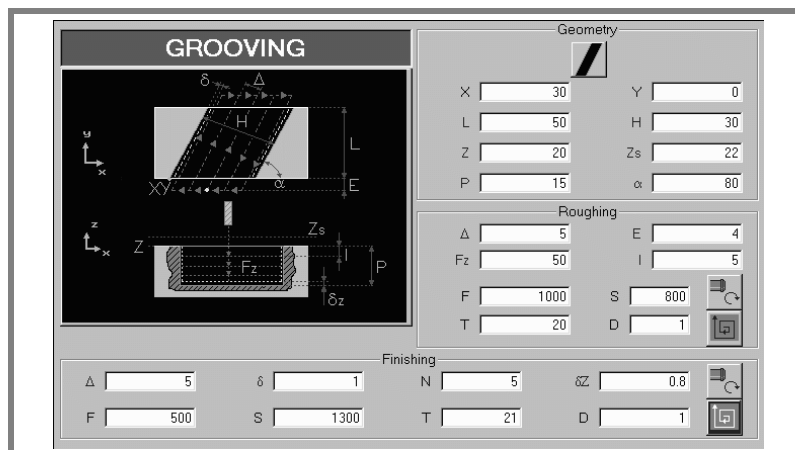 GROOVING
δ Δ
H
L
y
x
XY α E
z
x
Zs
Z
Fz I P
δz
Geometry
X 30 Y 0
L 50 H 30
Z 20 Zs 22
P 15 α 80
Roughing
Δ 5 E 4
Fz 50 I 5
F 1000 S 800
T 20 D 1
Finishing
Δ 5 δ 1 N 5 δZ 0.8
F 500 S 1300 T 21 D 1